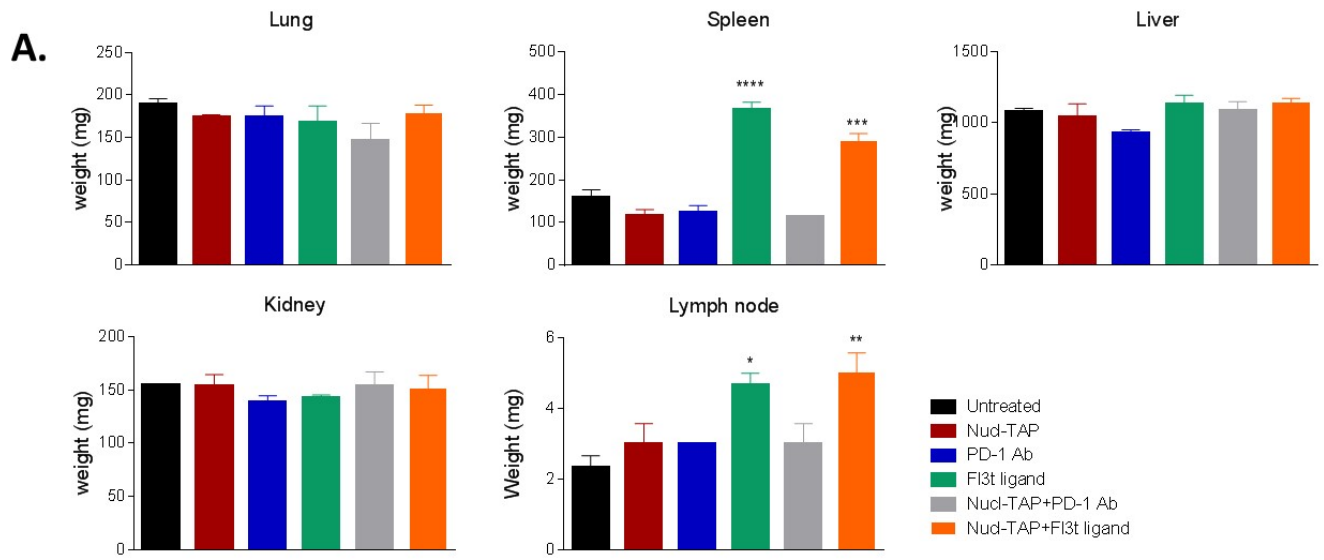 A.
Lung
weight (mg)
250
200
150
100
50
0
Spleen
weight (mg)
500
400
300
200
100
0
****
***
Liver
weight (mg)
1500
1000
500
0
Kidney
weight (mg)
200
150
100
50
0
Lymph node
Weight (mg)
6
4
2
0
*
**
Untreated
Nud-TAP
PD-1 Ab
Fl3t ligand
Nucl-TAP+PD-1 Ab
Nud-TAP+Fl3t ligand